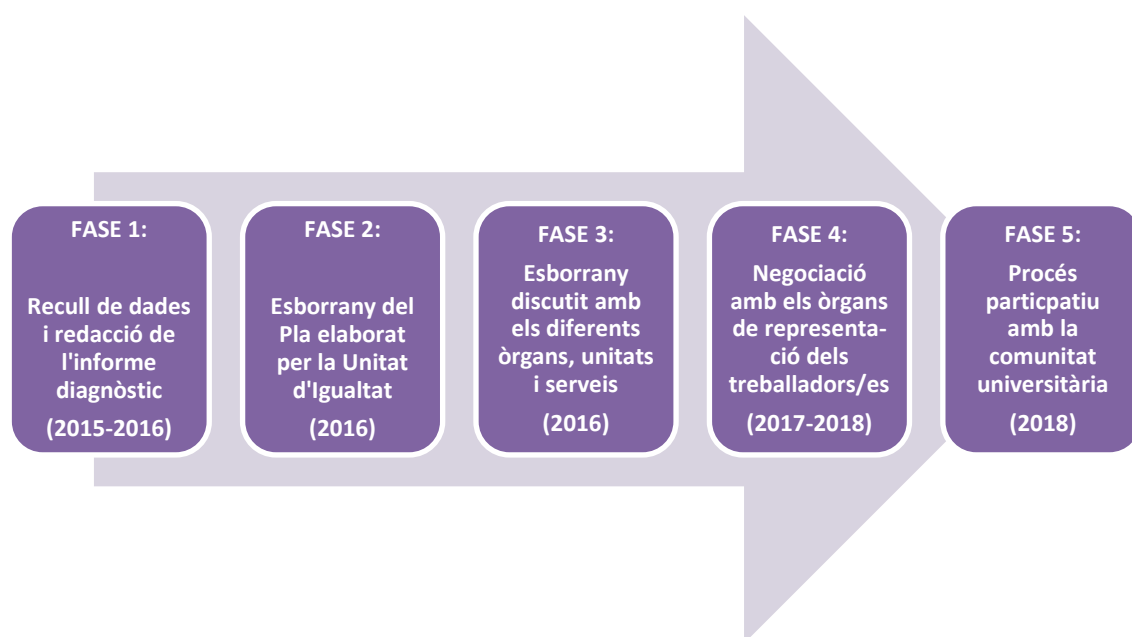 FASE 1:
Recull de dades
i redacció de
l'informe
diagnòstic
(2015-2016)
FASE 2:
Esborrany del
Pla elaborat
per la Unitat
d'Igualtat
(2016)
FASE 3:
Esborrany
discutit amb
els diferents
òrgans, unitats
i serveis
(2016)
FASE 4:
Negociació
amb els òrgans
de representa-
ció dels
treballadors/es
(2017-2018)
FASE 5:
Procés
particpatiu
amb la
comunitat
universitària
(2018)